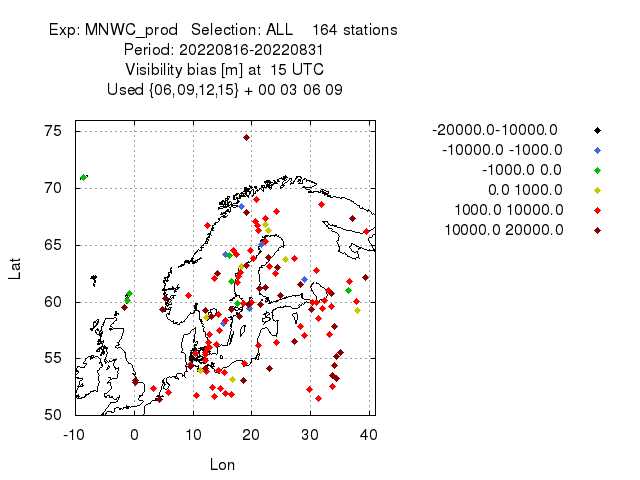 Exp: MNWC_prod Selection: ALL 164 stations
Period: 20220816-20220831
Visibility bias [m] at 15 UTC
Used {06,09,12,15} + 00 03 06 09
-20000.0-10000.0
-10000.0 -1000.0
-1000.0 0.0
0.0 1000.0
1000.0 10000.0
10000.0 20000.0
75
70
65
60
55
50
Lat
-10 0 10 20 30 40
Lon